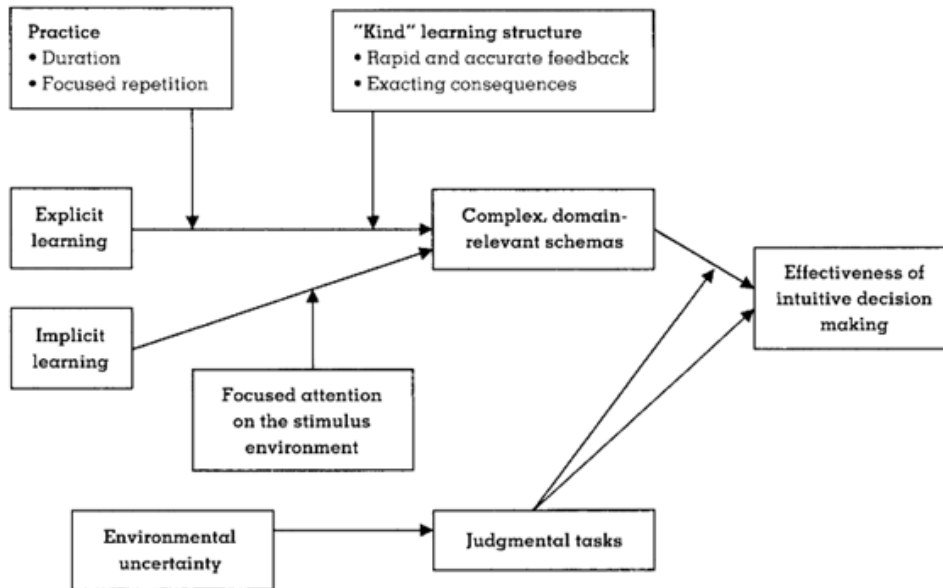 Practice
• Duration
• Focused repetition
“Kind” learning structure
• Rapid and accurate feedback
• Exacting consequences
Explicit
learning
Complex, domain-
relevant schemas
Effectiveness of
intuitive decision
making
Implicit
learning
Focused attention
on the stimulus
environment
Environmental
uncertainty
Judgmental tasks